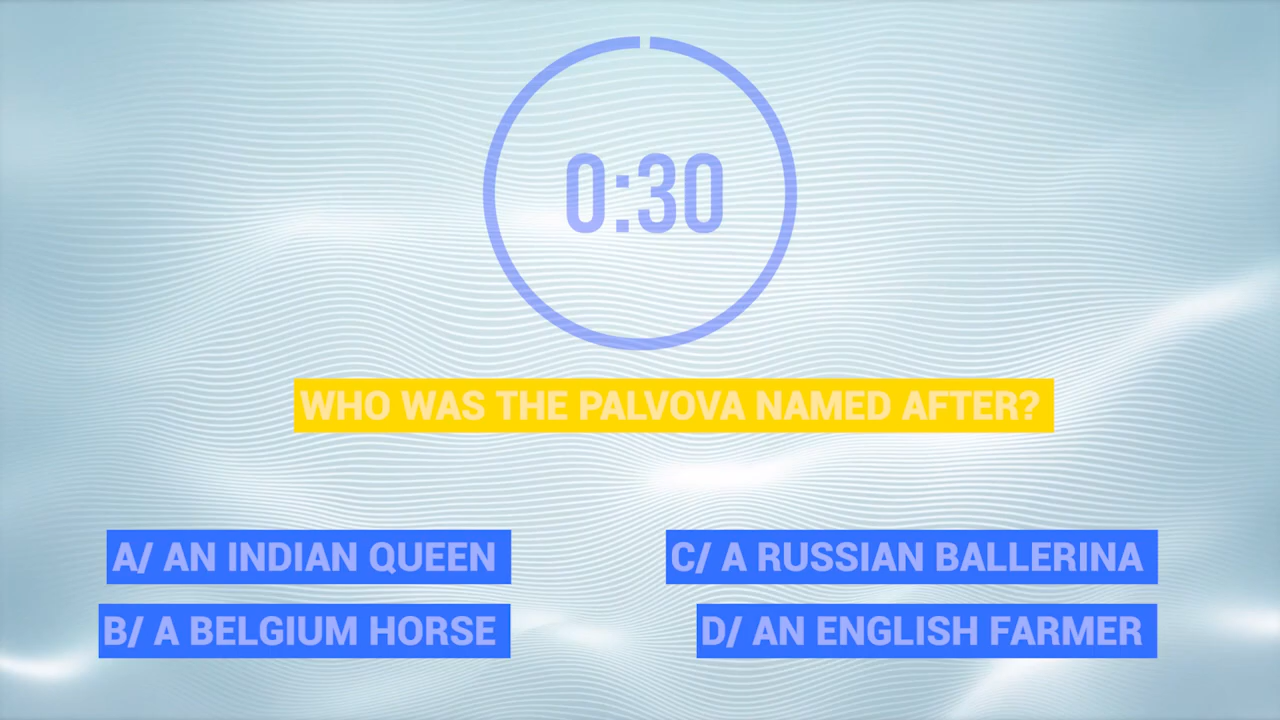 0:30
WHO WAS THE PALVOVA NAMED AFTER?
A/ AN INDIAN QUEEN
B/ A BELGIUM HORSE
C/ A RUSSIAN BALLERINA
D/ AN ENGLISH FARMER